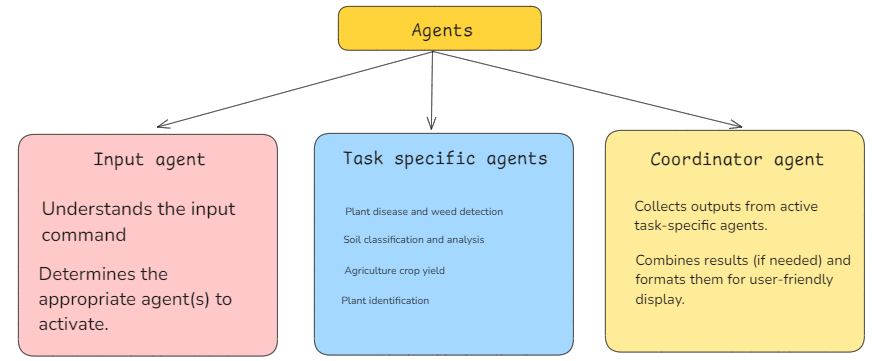 Agents
Input agent
Understands the input
command
Determines the
appropriate agent(s) to
activate.
Task specific agents
Plant disease and weed detection
Soil classification and analysis
Agriculture crop yield
Plant identification
Coordinator agent
Collects outputs from active
task-specific agents.
Combines results (if needed) and
formats them for user-friendly
display.